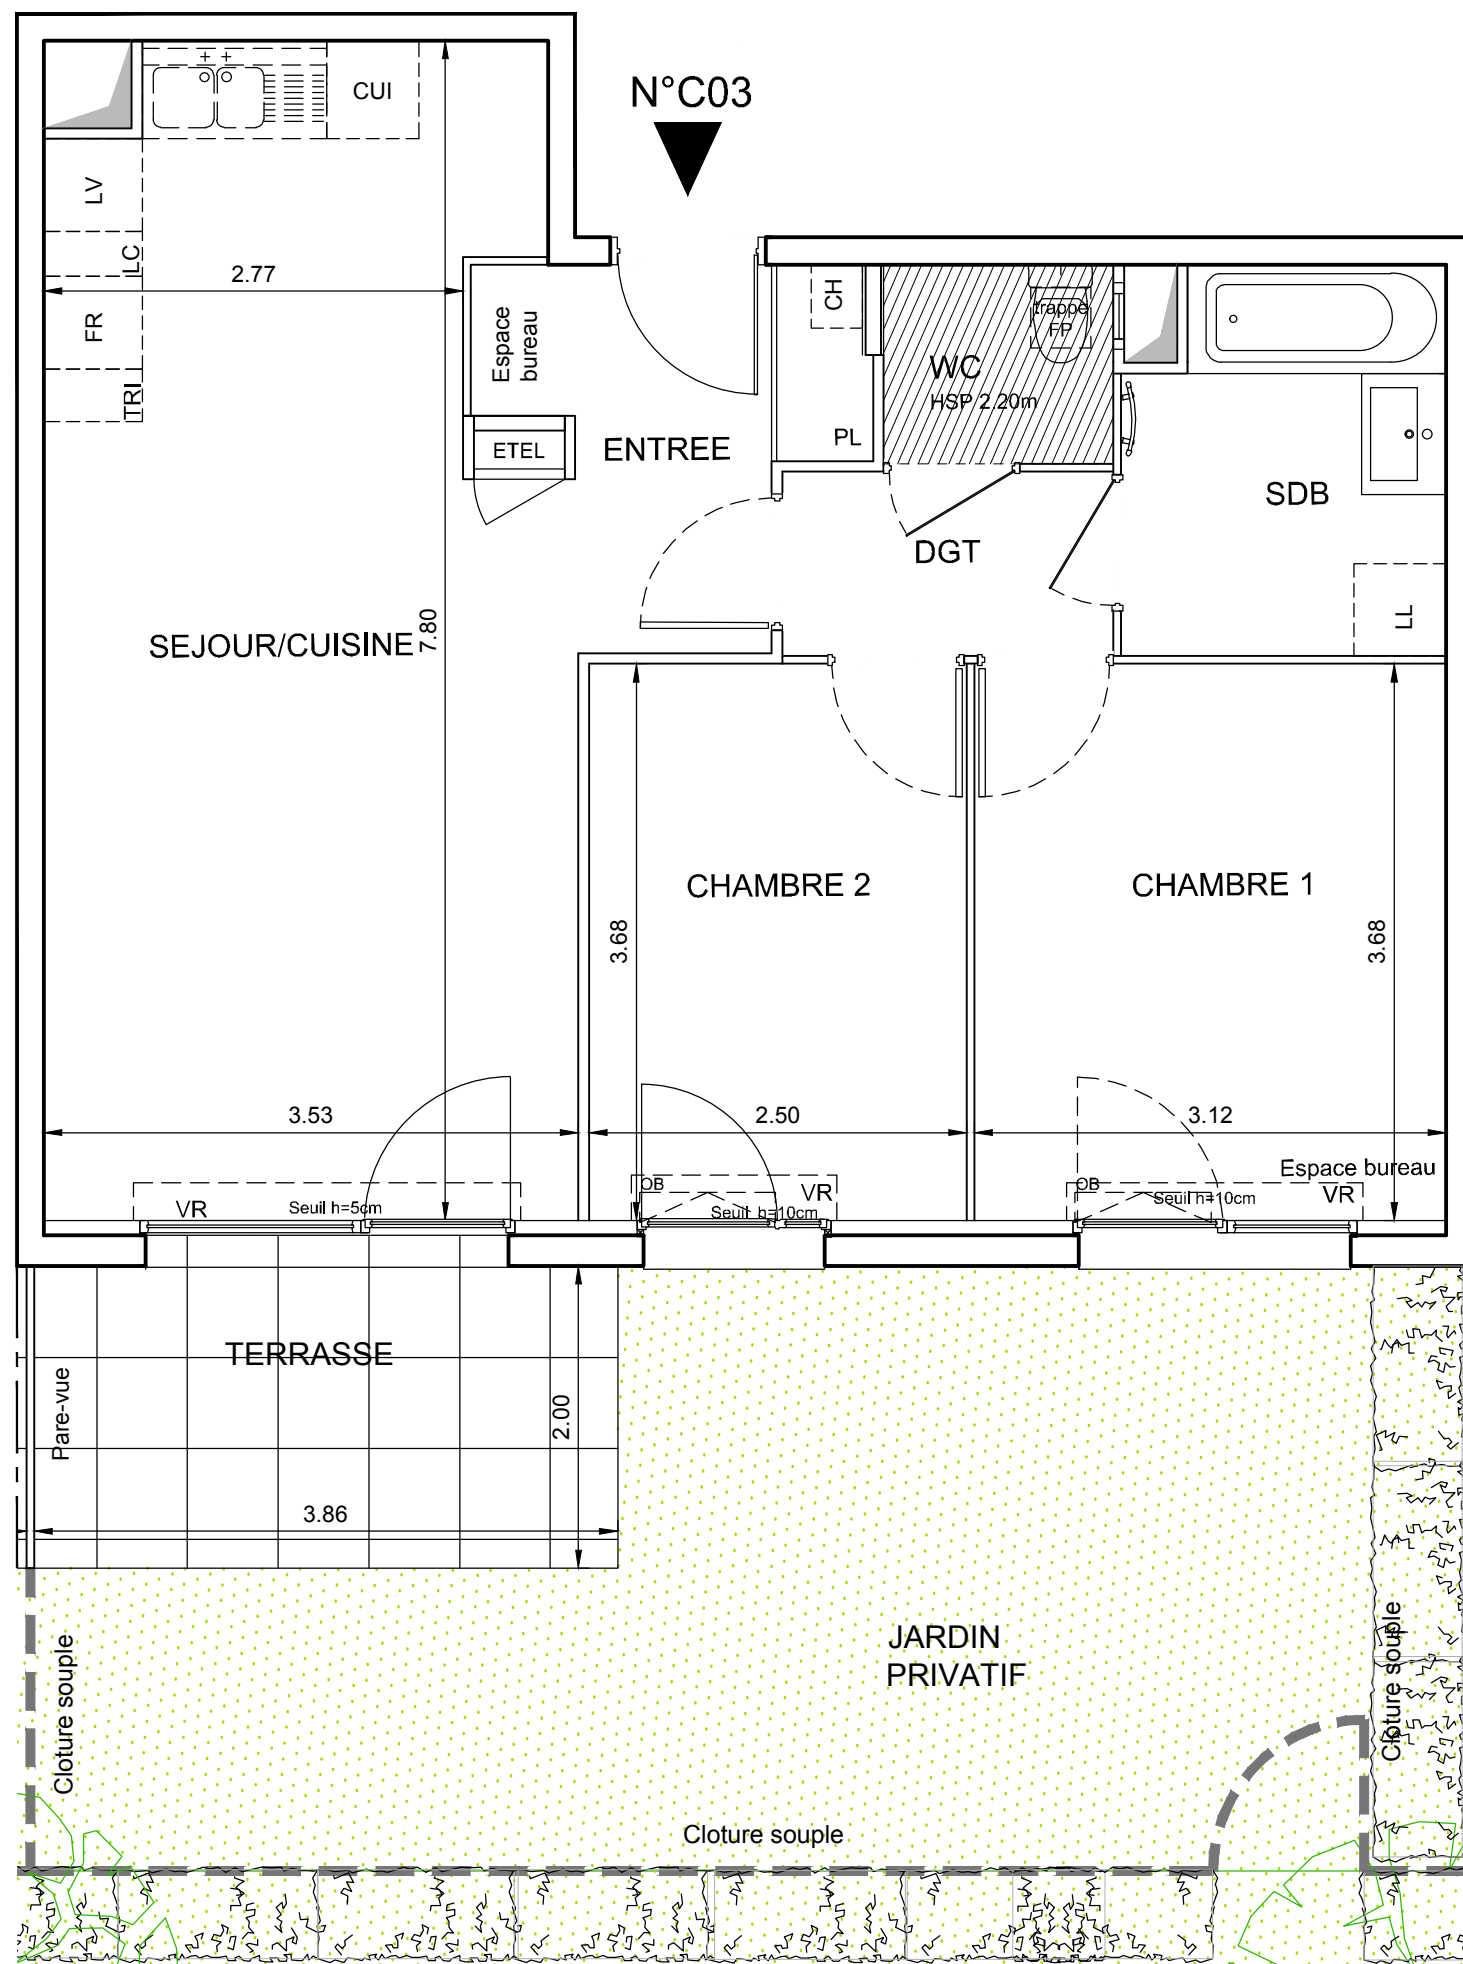 N°C03
CUI
LV
LC
FR
TRI
2.77
Espace
bureau
ETEL
ENTREE
CH
PL
trappe
FP
WC
HSP 2.20m
SDB
DGT
LL
SEJOUR/CUISINE
7.80
CHAMBRE 2
CHAMBRE 1
3.68
3.68
3.53
2.50
3.12
Espace bureau
VR
Seuil h=5cm
OB
VR
Seuil h=10cm
OB
VR
Seuil h=10cm
TERRASSE
Pare-vue
2.00
3.86
JARDIN
PRIVATIF
Cloture souple
Cloture souple
Cloture souple